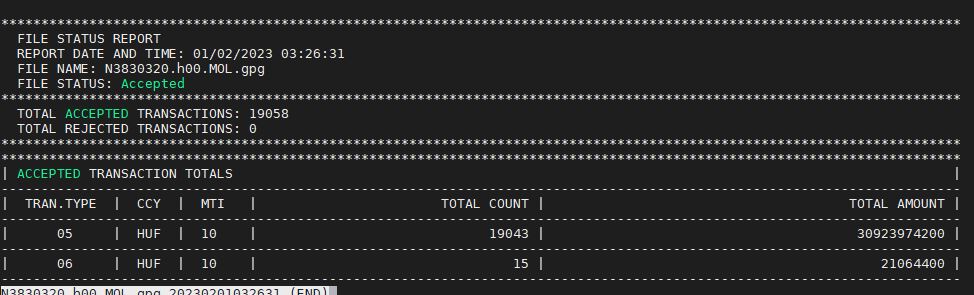 ********************************************************************************************************************
FILE STATUS REPORT
REPORT DATE AND TIME: 01/02/2023 03:26:31
FILE NAME: N3830320.h00.MOL.gpg
FILE STATUS: Accepted
********************************************************************************************************************
TOTAL ACCEPTED TRANSACTIONS: 19058
TOTAL REJECTED TRANSACTIONS: 0
********************************************************************************************************************
********************************************************************************************************************
| ACCEPTED TRANSACTION TOTALS |
--------------------------------------------------------------------------------------------------------------------
| TRAN.TYPE | CCY | MTI | TOTAL COUNT | TOTAL AMOUNT |
--------------------------------------------------------------------------------------------------------------------
| 05 | HUF | 10 | 19043 | 30923974200 |
--------------------------------------------------------------------------------------------------------------------
| 06 | HUF | 10 | 15 | 21064400 |
--------------------------------------------------------------------------------------------------------------------
N3830320.h00.MOL.gpg.20230201032631 (END)